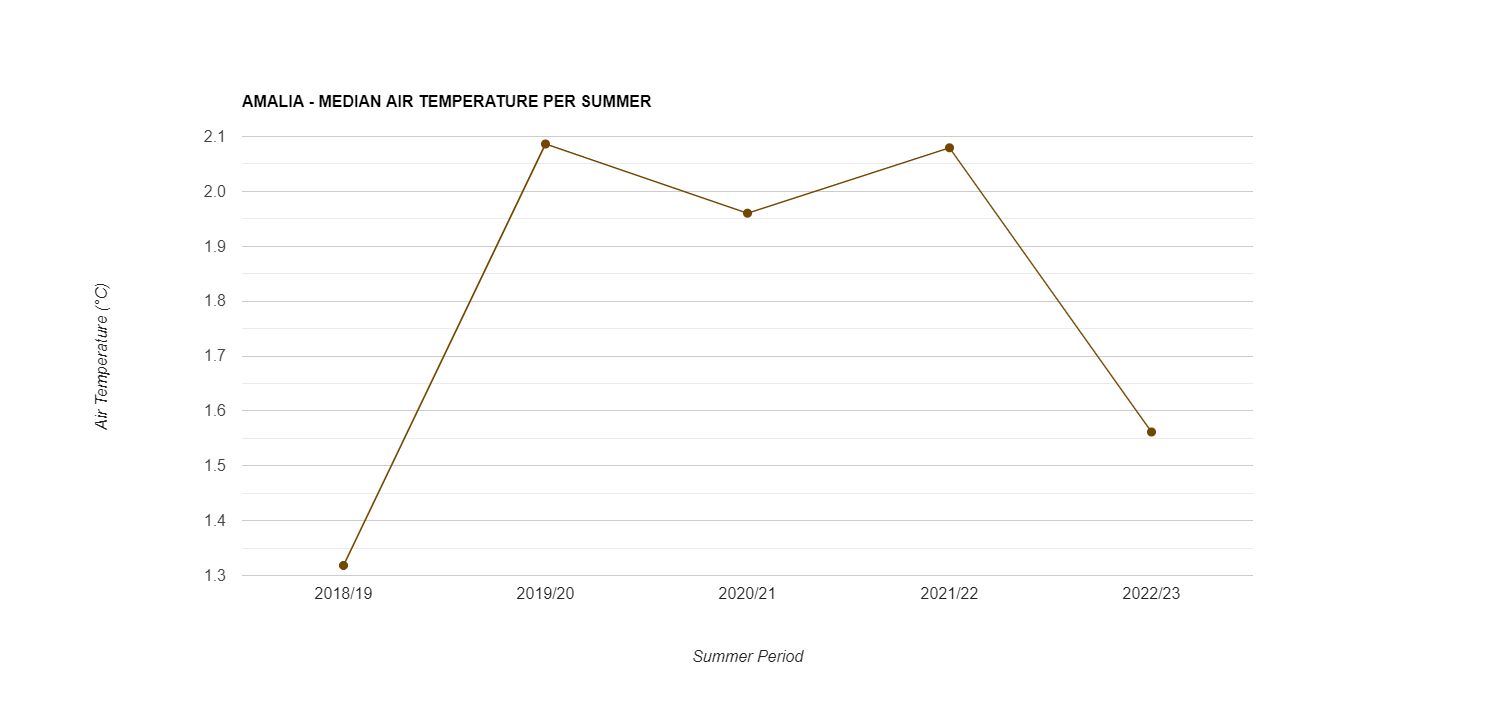 AMALIA - MEDIAN AIR TEMPERATURE PER SUMMER
2.1
2.0
1.9
1.8
1.7
1.6
1.5
1.4
1.3
Air Temperature (°C)
2018/19 2019/20 2020/21 2021/22 2022/23
Summer Period